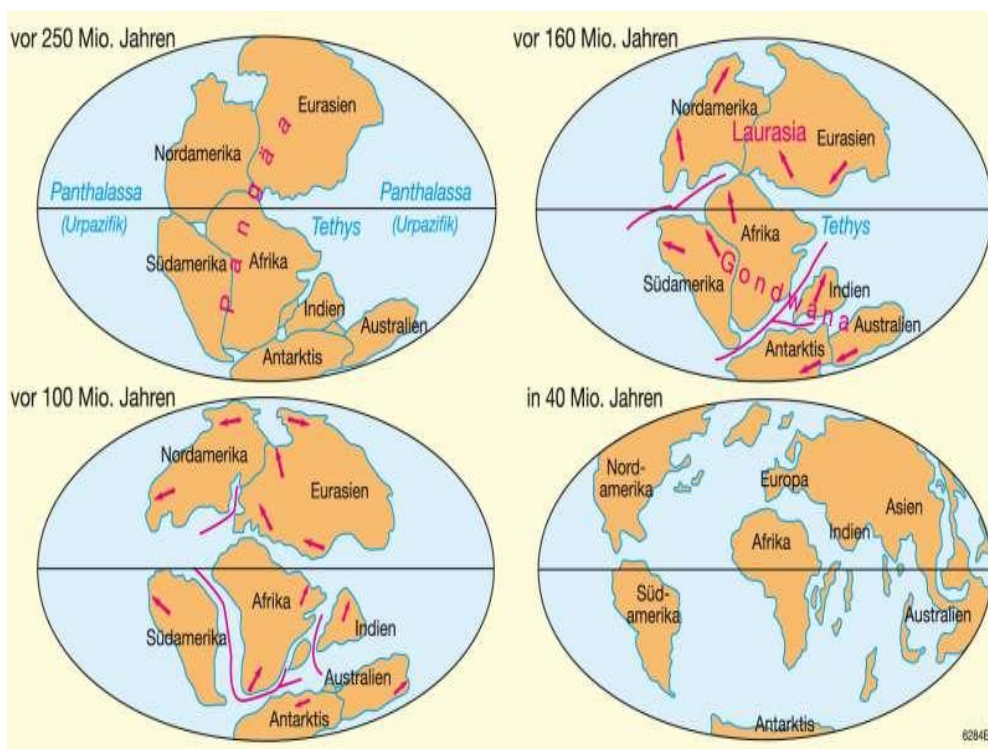 vor 250 Mio. Jahren
Eurasien
Nordamerika
Pangäa
Panthalassa
(Urpazifik)
Tethys
Panthalassa
(Urpazifik)
Südamerika
Afrika
Indien
Australien
Antarktis
vor 160 Mio. Jahren
Nordamerika
Laurasia
Eurasien
Afrika
Tethys
Südamerika
Gondwana
Indien
Australien
Antarktis
vor 100 Mio. Jahren
Nordamerika
Eurasien
Afrika
Südamerika
Indien
Australien
Antarktis
in 40 Mio. Jahren
Nord-
amerika
Europa
Asien
Indien
Afrika
Süd-
amerika
Australien
Antarktis
6284E